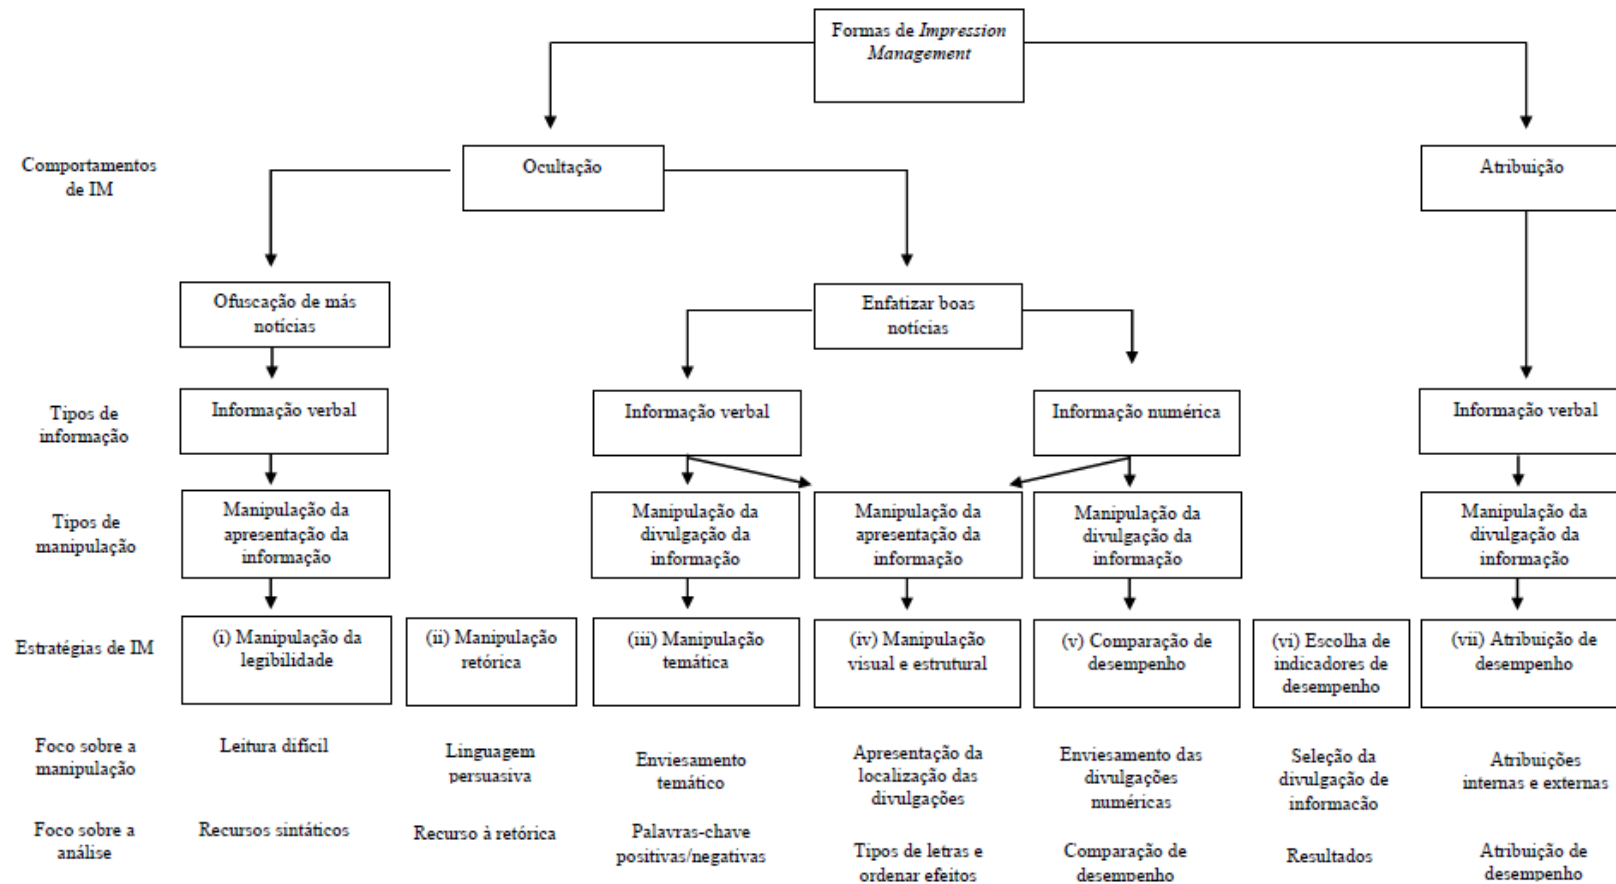 Formas de Impression
Management
Comportamentos
de IM
Ocultação
Atribuição
Ofuscação de más
notícias
Enfatizar boas
notícias
Tipos de
informação
Informação verbal
Informação verbal
Informação numérica
Informação verbal
Tipos de
manipulação
Manipulação da
apresentação da
informação
Manipulação da
divulgação da
informação
Manipulação da
apresentação da
informação
Manipulação da
divulgação da
informação
Manipulação da
divulgação da
informação
Estratégias de IM
(i) Manipulação da
legibilidade
(ii) Manipulação
retórica
(iii) Manipulação
temática
(iv) Manipulação
visual e estrutural
(v) Comparação de
desempenho
(vi) Escolha de
indicadores de
desempenho
(vii) Atribuição de
desempenho
Foco sobre a
manipulação
Leitura difícil
Linguagem
persuasiva
Enviesamento
temático
Apresentação da
localização das
divulgações
Enviesamento das
divulgações
numéricas
Seleção da
divulgação de
informacão
Atribuições
internas e externas
Foco sobre a
análise
Recursos sintáticos
Recurso à retórica
Palavras-chave
positivas/negativas
Tipos de letras e
ordenar efeitos
Comparação de
desempenho
Resultados
Atribuição de
desempenho